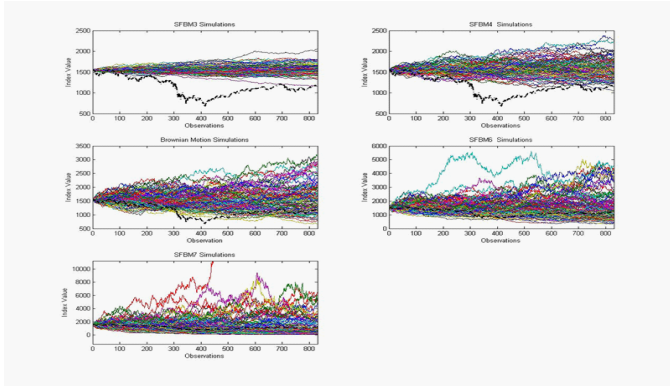 SFBM3 Simulations
2500
2000
1500
1000
500
Index Value
0 100 200 300 400 500 600 700 800
Observations
SFBM4 Simulations
2500
2000
1500
1000
500
Index Value
0 100 200 300 400 500 600 700 800
Observations
Brownian Motion Simulations
3500
3000
2500
2000
1500
1000
500
Index Value
0 100 200 300 400 500 600 700 800
Observation
SFBM6 Simulations
6000
5000
4000
3000
2000
1000
0
Index Value
0 100 200 300 400 500 600 700 800
Observations
SFBM7 Simulations
10000
8000
6000
4000
2000
0
Index Value
0 100 200 300 400 500 600 700 800
Observations